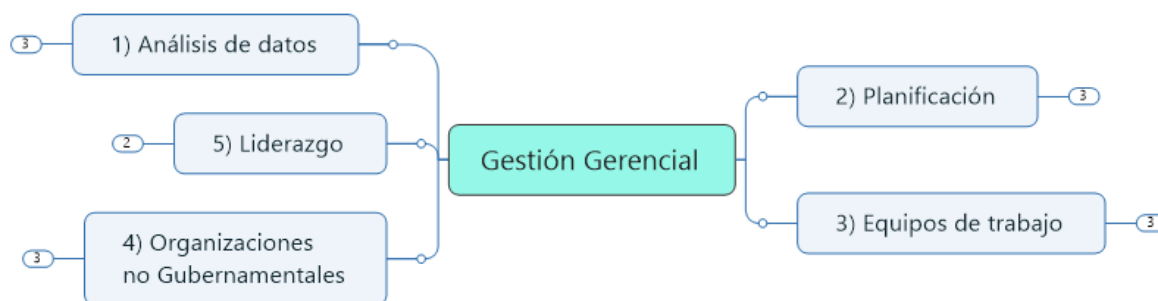 3
1) Análisis de datos
2) Planificación
3
2
5) Liderazgo
Gestión Gerencial
3) Equipos de trabajo
3
3
4) Organizaciones
no Gubernamentales